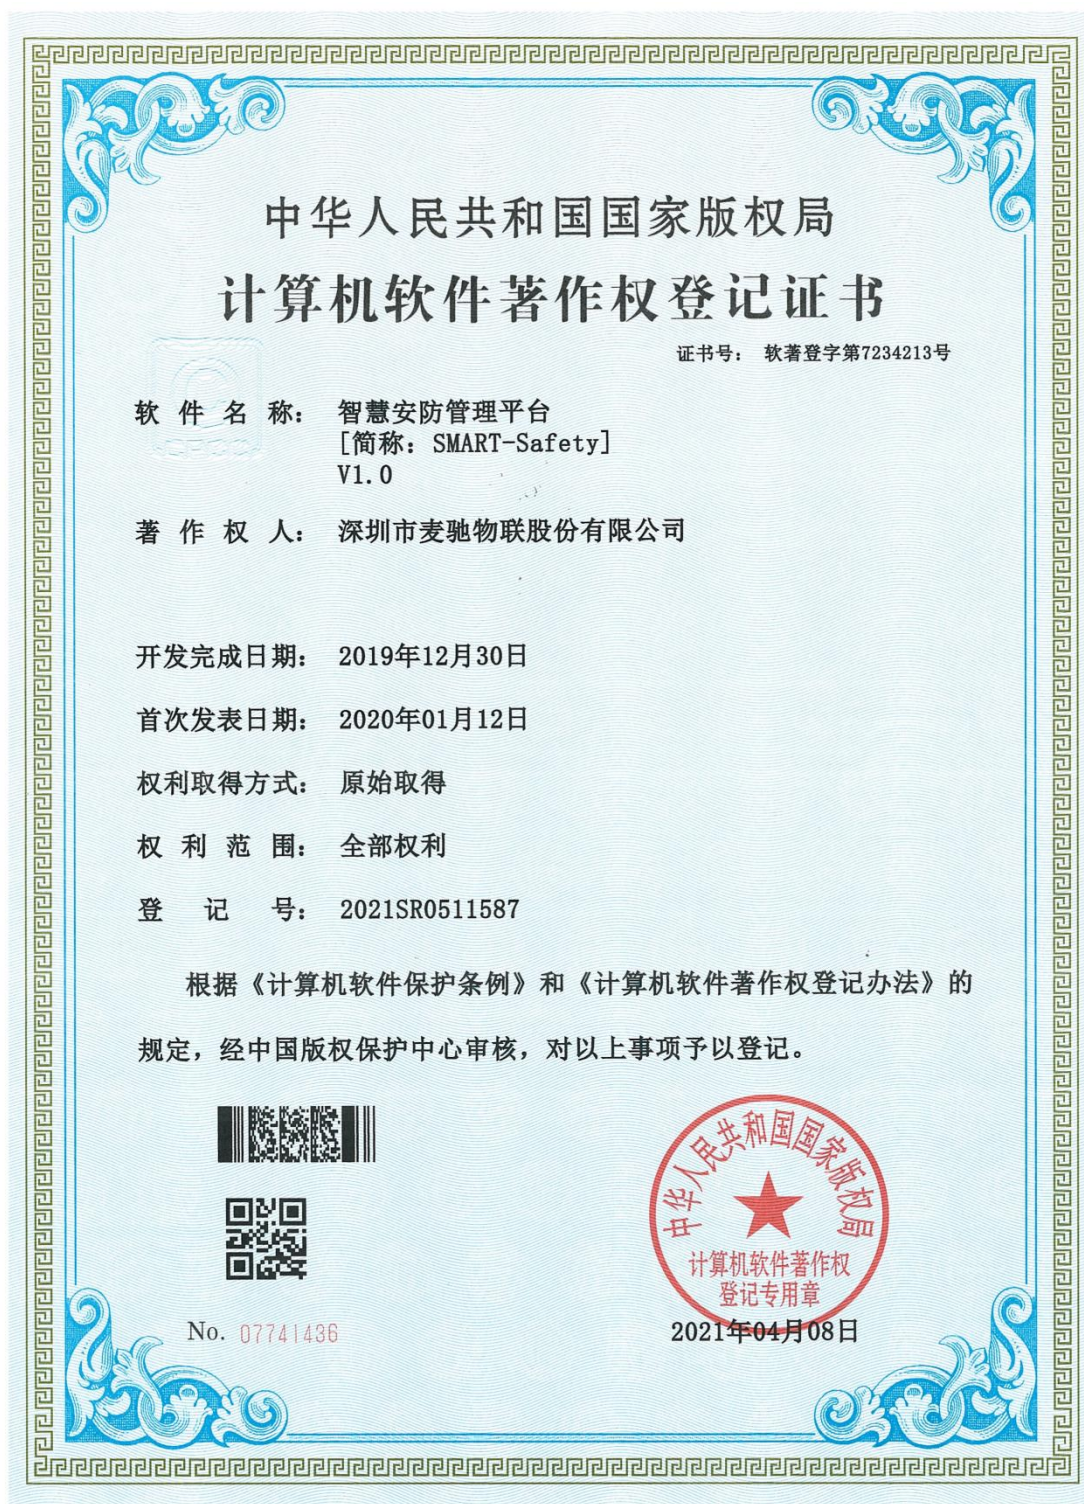 中华人民共和国国家版权局
计算机软件著作权登记证书
证书号： 软著登字第7234213号
CPCC
软件名称： 智慧安防管理平台
[简称：SMART-Safety]
V1.0
著作权人： 深圳市麦驰物联股份有限公司
开发完成日期： 2019年12月30日
首次发表日期： 2020年01月12日
权利取得方式： 原始取得
权利范围： 全部权利
登记号： 2021SR0511587
根据《计算机软件保护条例》和《计算机软件著作权登记办法》的
规定，经中国版权保护中心审核，对以上事项予以登记。
中华人民共和国国家版权局
计算机软件著作权
登记专用章
No. 07741436
2021年04月08日